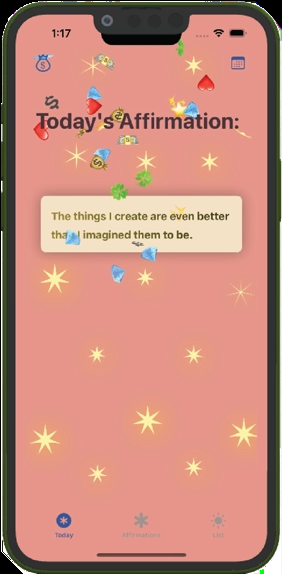 1:17
Today's Affirmation:
The things I create are even better
than I imagined them to be.
Today
Affirmations
List